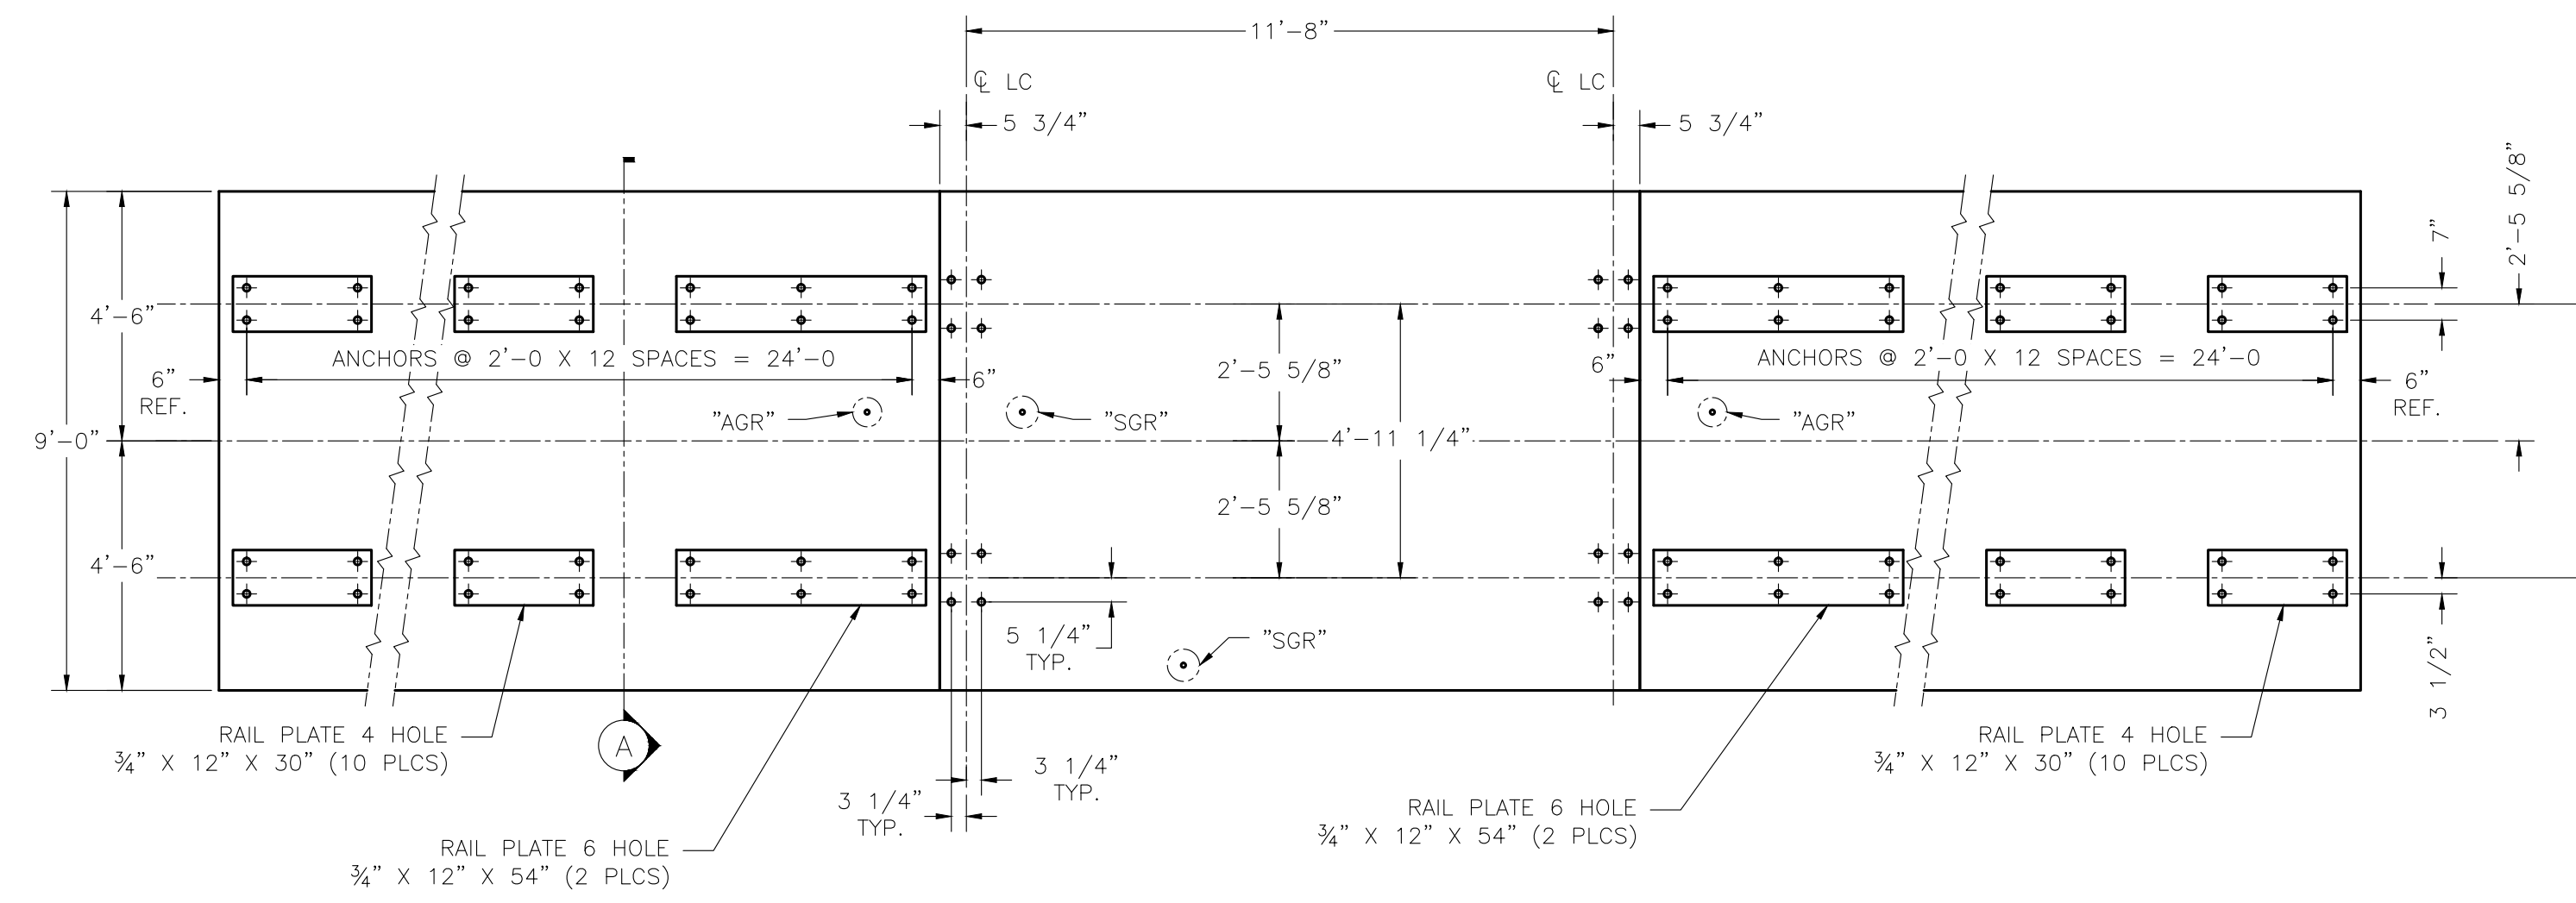 11'-8"
℄ LC
℄ LC
5 3/4"
5 3/4"
2'-5 5/8"
7"
4'-6"
ANCHORS @ 2'-0 X 12 SPACES = 24'-0
ANCHORS @ 2'-0 X 12 SPACES = 24'-0
6"
REF.
6"
2'-5 5/8"
6"
6"
REF.
"AGR"
"SGR"
"AGR"
9'-0"
4'-11 1/4"
2'-5 5/8"
4'-6"
5 1/4"
TYP.
"SGR"
3 1/2"
RAIL PLATE 4 HOLE
¾" X 12" X 30" (10 PLCS)
A
RAIL PLATE 4 HOLE
¾" X 12" X 30" (10 PLCS)
3 1/4"
TYP.
3 1/4"
TYP.
RAIL PLATE 6 HOLE
¾" X 12" X 54" (2 PLCS)
RAIL PLATE 6 HOLE
¾" X 12" X 54" (2 PLCS)